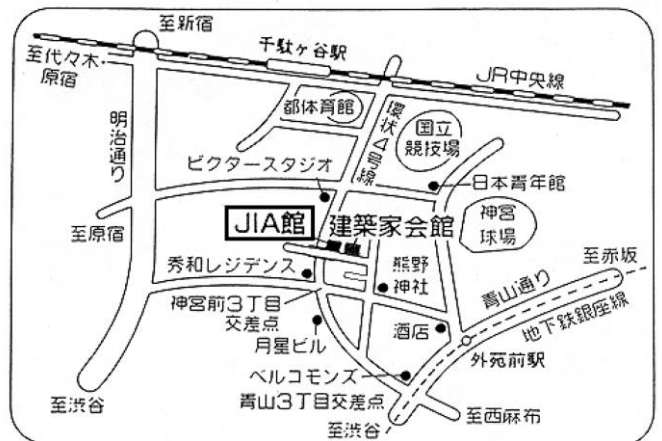 至新宿
千駄ヶ谷駅
至代々木・
原宿
JR中央線
都体育館
環状4号線
国立
競技場
明治通り
ビクタースタジオ
日本青年館
神宮
球場
至原宿
JIA館
建築家会館
至赤坂
秀和レジデンス
熊野
神社
青山通り
地下鉄銀座線
神宮前3丁目
交差点
酒店
月星ビル
外苑前駅
ベルコモンズ
青山3丁目交差点
至渋谷
至西麻布
至渋谷